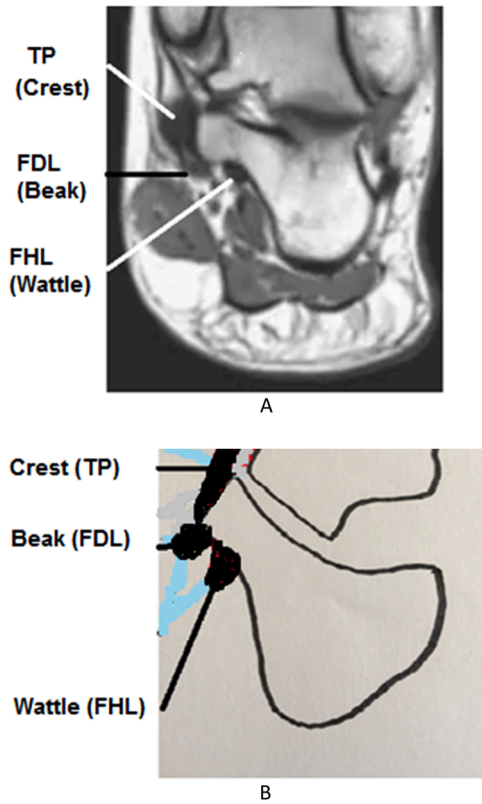 TP
(Crest)
FDL
(Beak)
FHL
(Wattle)
A
Crest (TP)
Beak (FDL)
Wattle (FHL)
B